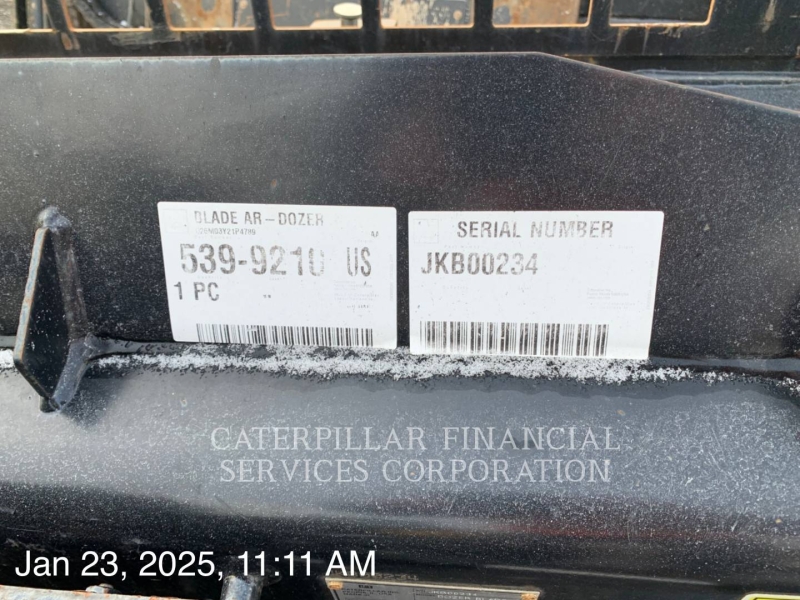 BLADE AR-DOZER
539-9210 US
1 PC
SERIAL NUMBER
JKB00234
CATERPILLAR FINANCIAL
SERVICES CORPORATION
Jan 23, 2025, 11:11 AM